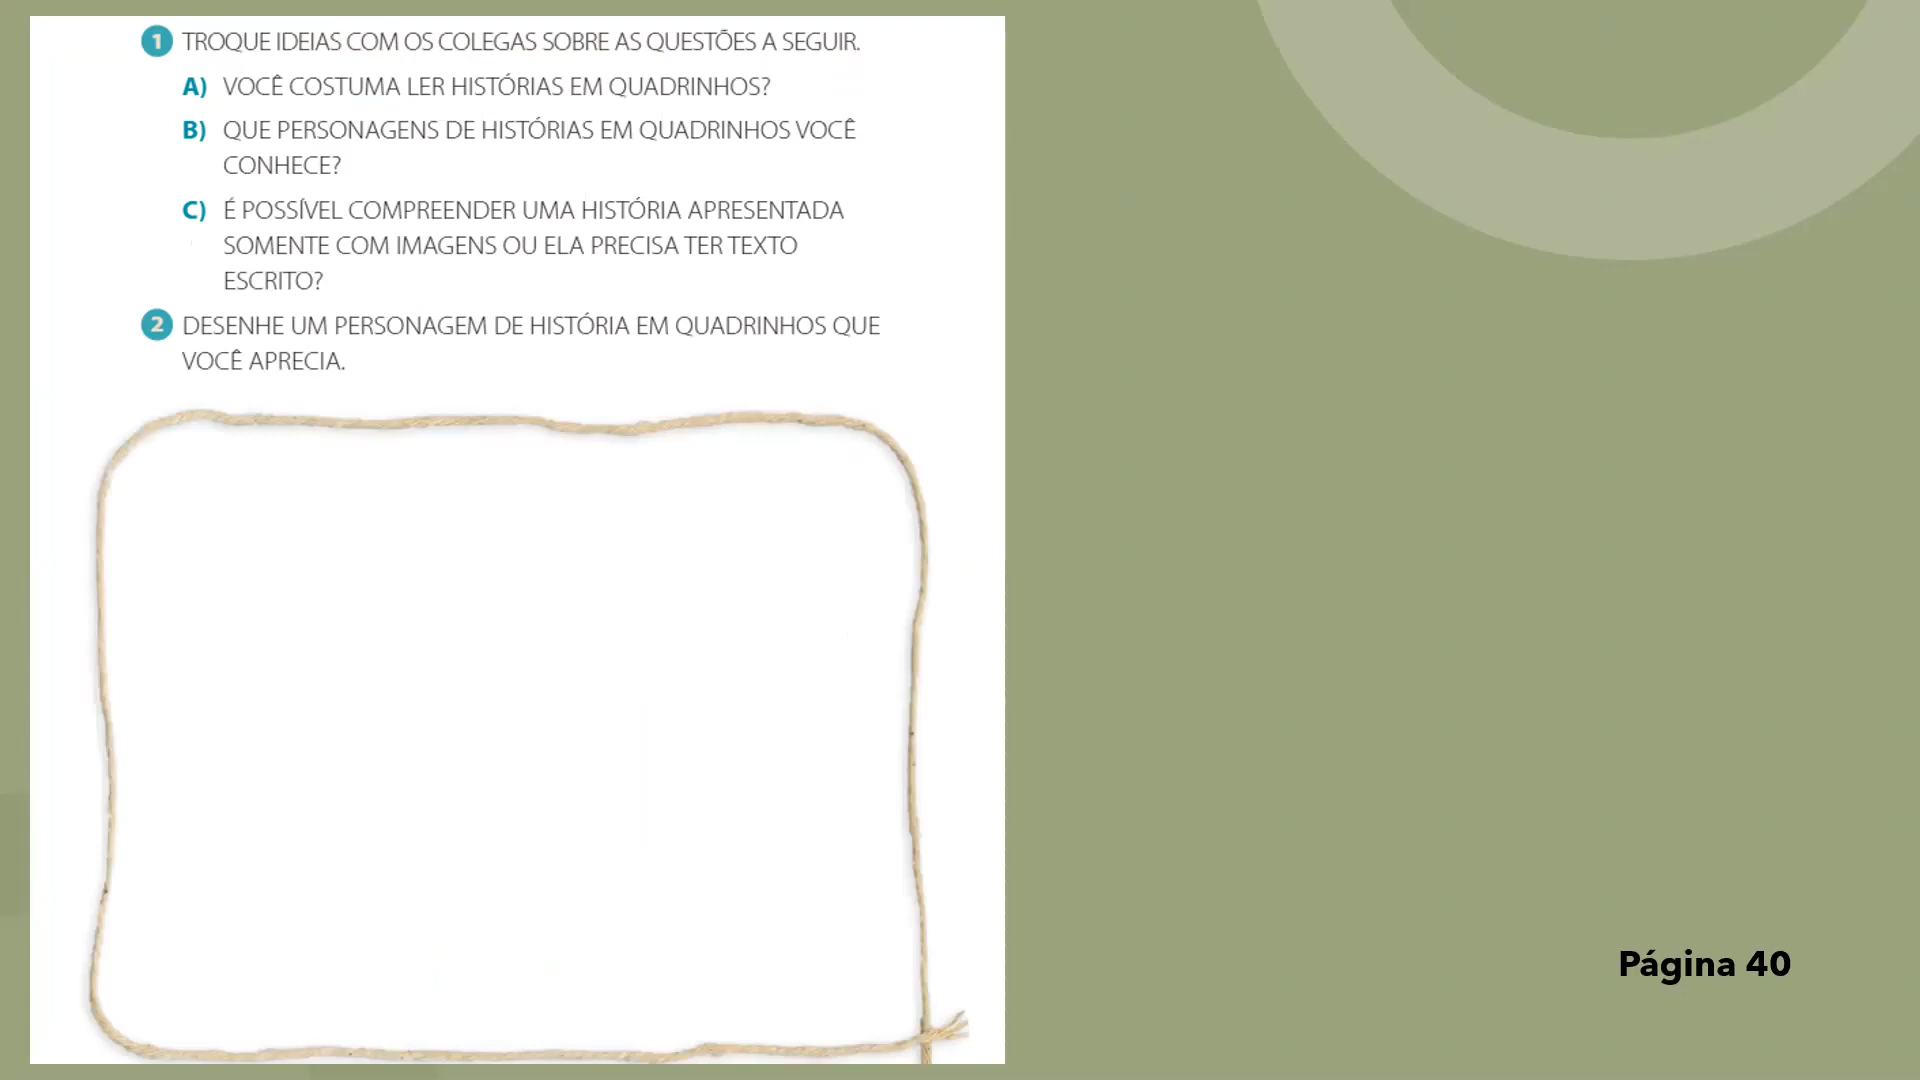 1 TROQUE IDEIAS COM OS COLEGAS SOBRE AS QUESTÕES A SEGUIR.
A) VOCÊ COSTUMA LER HISTÓRIAS EM QUADRINHOS?
B) QUE PERSONAGENS DE HISTÓRIAS EM QUADRINHOS VOCÊ
CONHECE?
C) É POSSÍVEL COMPREENDER UMA HISTÓRIA APRESENTADA
SOMENTE COM IMAGENS OU ELA PRECISA TER TEXTO
ESCRITO?
2 DESENHE UM PERSONAGEM DE HISTÓRIA EM QUADRINHOS QUE
VOCÊ APRECIA.
Página 40